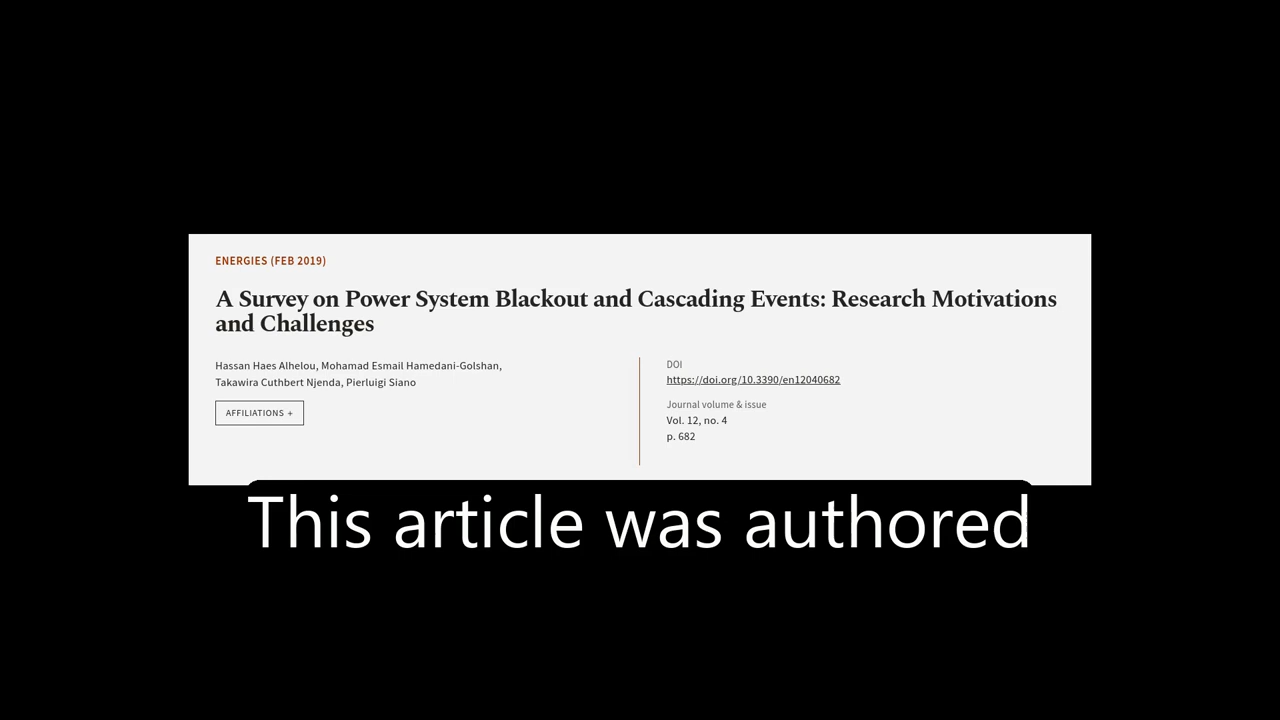 ENERGIES (FEB 2019)
A Survey on Power System Blackout and Cascading Events: Research Motivations
and Challenges
Hassan Haes Alhelou, Mohamad Esmail Hamedani-Golshan,
Takawira Cuthbert Njenda, Pierluigi Siano
AFFILIATIONS +
DOI
https://doi.org/10.3390/en12040682
Journal volume & issue
Vol. 12, no. 4
p. 682
This article was authored